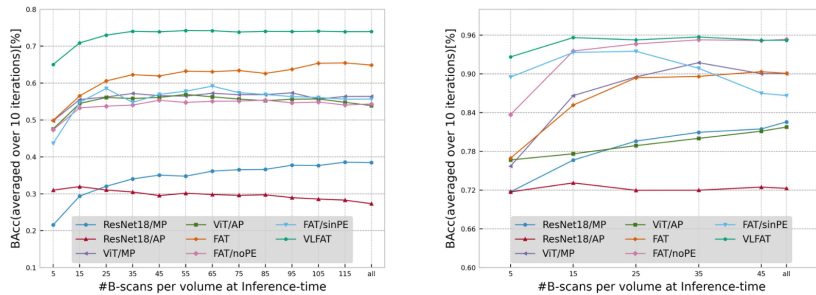 BAcc(averaged over 10 iterations)[%]
0.8
0.7
0.6
0.5
0.4
0.3
0.2
0.1
ResNet18/MP
ResNet18/AP
ViT/MP
ViT/AP
FAT
FAT/noPE
FAT/sinPE
VLFAT
5 15 25 35 45 55 65 75 85 95 105 115 all
#B-scans per volume at Inference-time
BAcc(averaged over 10 iterations)[%]
0.96
0.90
0.84
0.78
0.72
0.66
0.60
ResNet18/MP
ResNet18/AP
ViT/MP
ViT/AP
FAT
FAT/noPE
FAT/sinPE
VLFAT
5 15 25 35 45 all
#B-scans per volume at Inference-time